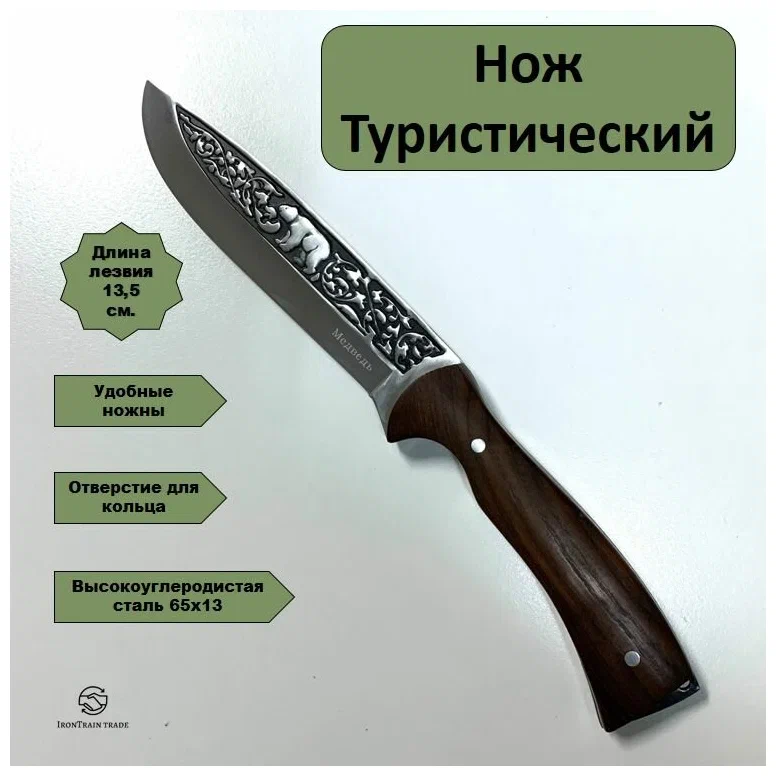 Нож
Туристический
Длина
лезвия
13,5
см.
Удобные
ножны
Отверстие для
кольца
Высокоуглеродистая
сталь 65х13
Медведь
IronTrain trade